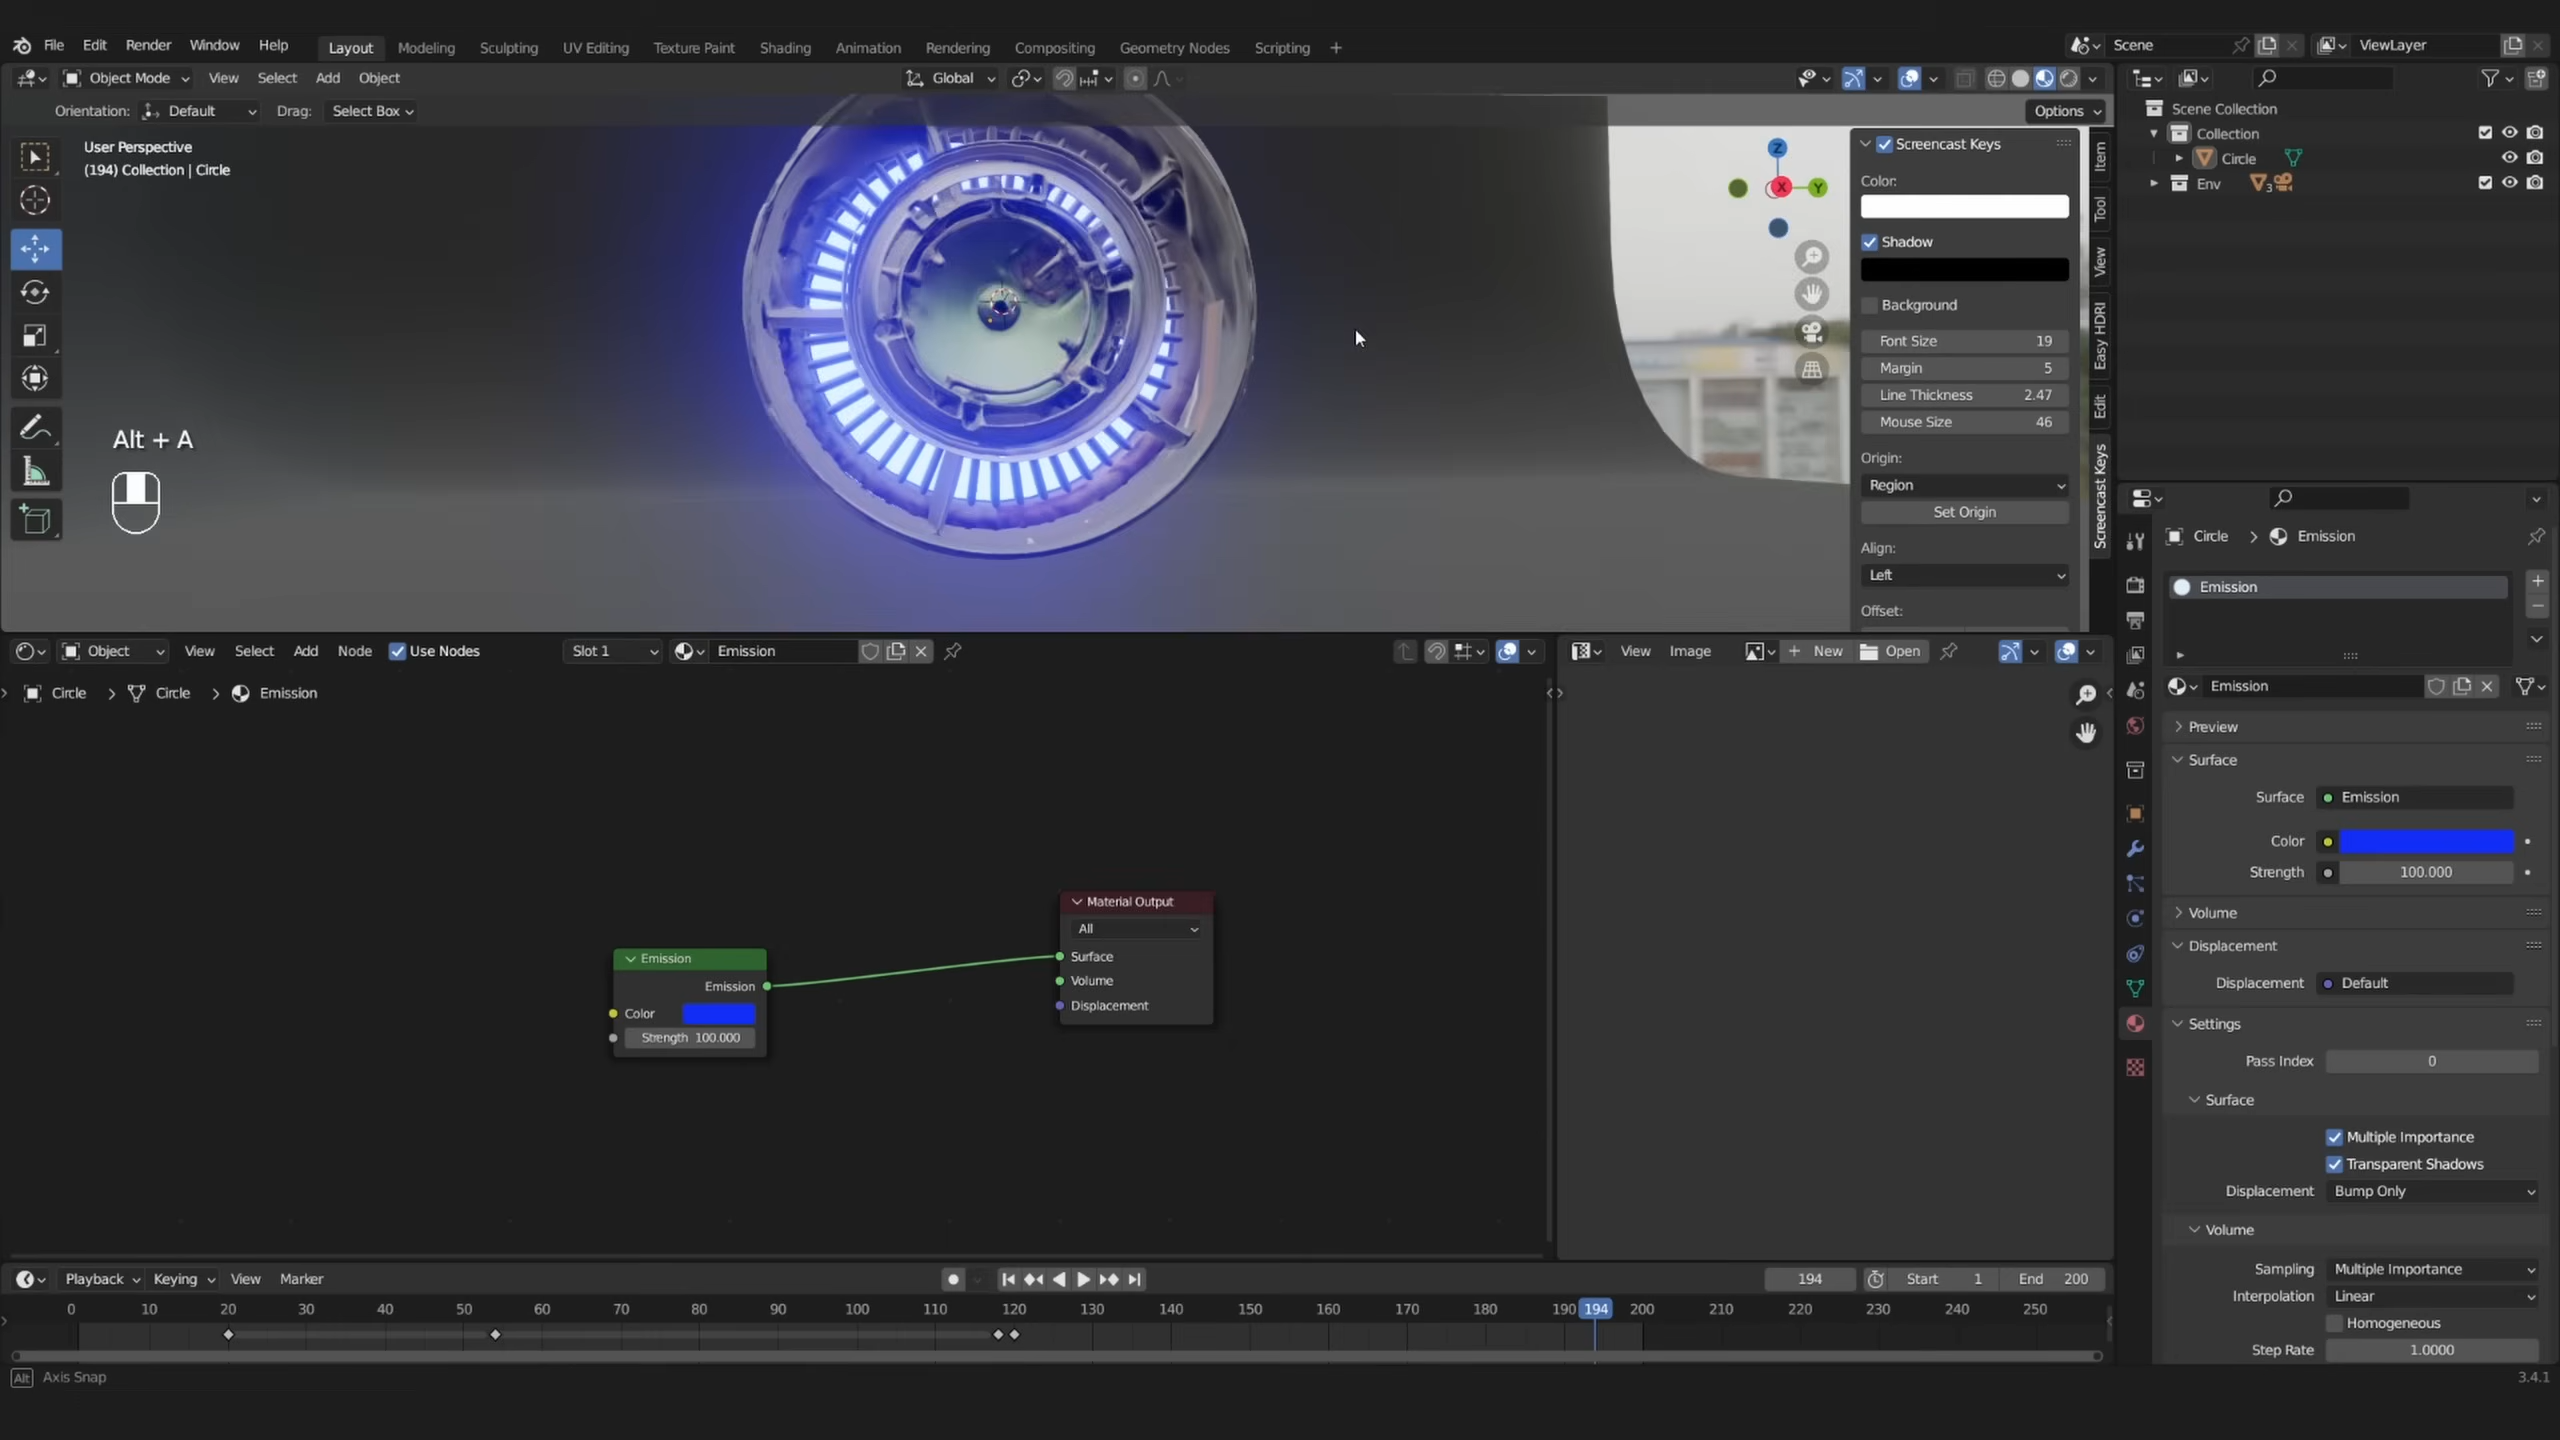 File Edit Render Window Help Layout Modeling Sculpting UV Editing Texture Paint Shading Animation Rendering Compositing Geometry Nodes Scripting + Scene ViewLayer
Object Mode View Select Add Object Global
Orientation: Default Drag: Select Box Options
User Perspective
(194) Collection | Circle
Alt + A
Z
X
Y
Screencast Keys
Color:
Shadow
Background
Font Size 19
Margin 5
Line Thickness 2.47
Mouse Size 46
Origin:
Region
Set Origin
Align:
Left
Offset:
Item
Tool
View
Easy HDRI
Edit
Screencast Keys
Scene Collection
Collection
Circle
Env 3
Object View Select Add Node Use Nodes Slot 1 Emission
Circle > Circle > Emission
Emission
Emission
Color
Strength 100.000
Material Output
All
Surface
Volume
Displacement
View Image + New Open
Circle > Emission
Emission
Emission
Preview
Surface
Surface Emission
Color
Strength 100.000
Volume
Displacement
Displacement Default
Settings
Pass Index 0
Surface
Multiple Importance
Transparent Shadows
Displacement Bump Only
Volume
Sampling Multiple Importance
Interpolation Linear
Homogeneous
Step Rate 1.0000
Playback Keying View Marker 194 Start 1 End 200
0 10 20 30 40 50 60 70 80 90 100 110 120 130 140 150 160 170 180 190 194 200 210 220 230 240 250
Alt Axis Snap 3.4.1